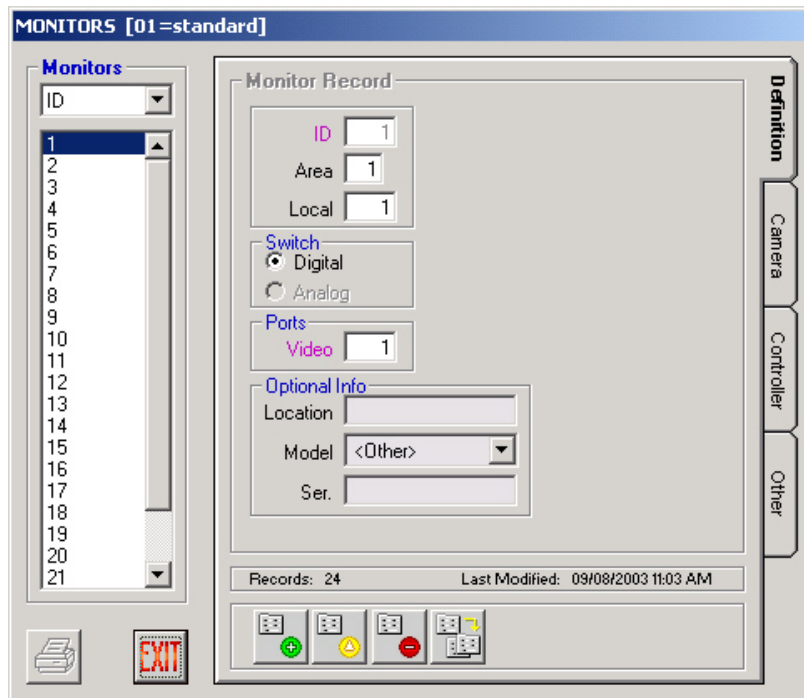 MONITORS [01=standard]
Monitors
ID
1
2
3
4
5
6
7
8
9
10
11
12
13
14
15
16
17
18
19
20
21
Monitor Record
ID 1
Area 1
Local 1
Switch
Digital
Analog
Ports
Video 1
Optional Info
Location
Model <Other>
Ser.
Records: 24 Last Modified: 09/08/2003 11:03 AM
Definition
Camera
Controller
Other
EXIT